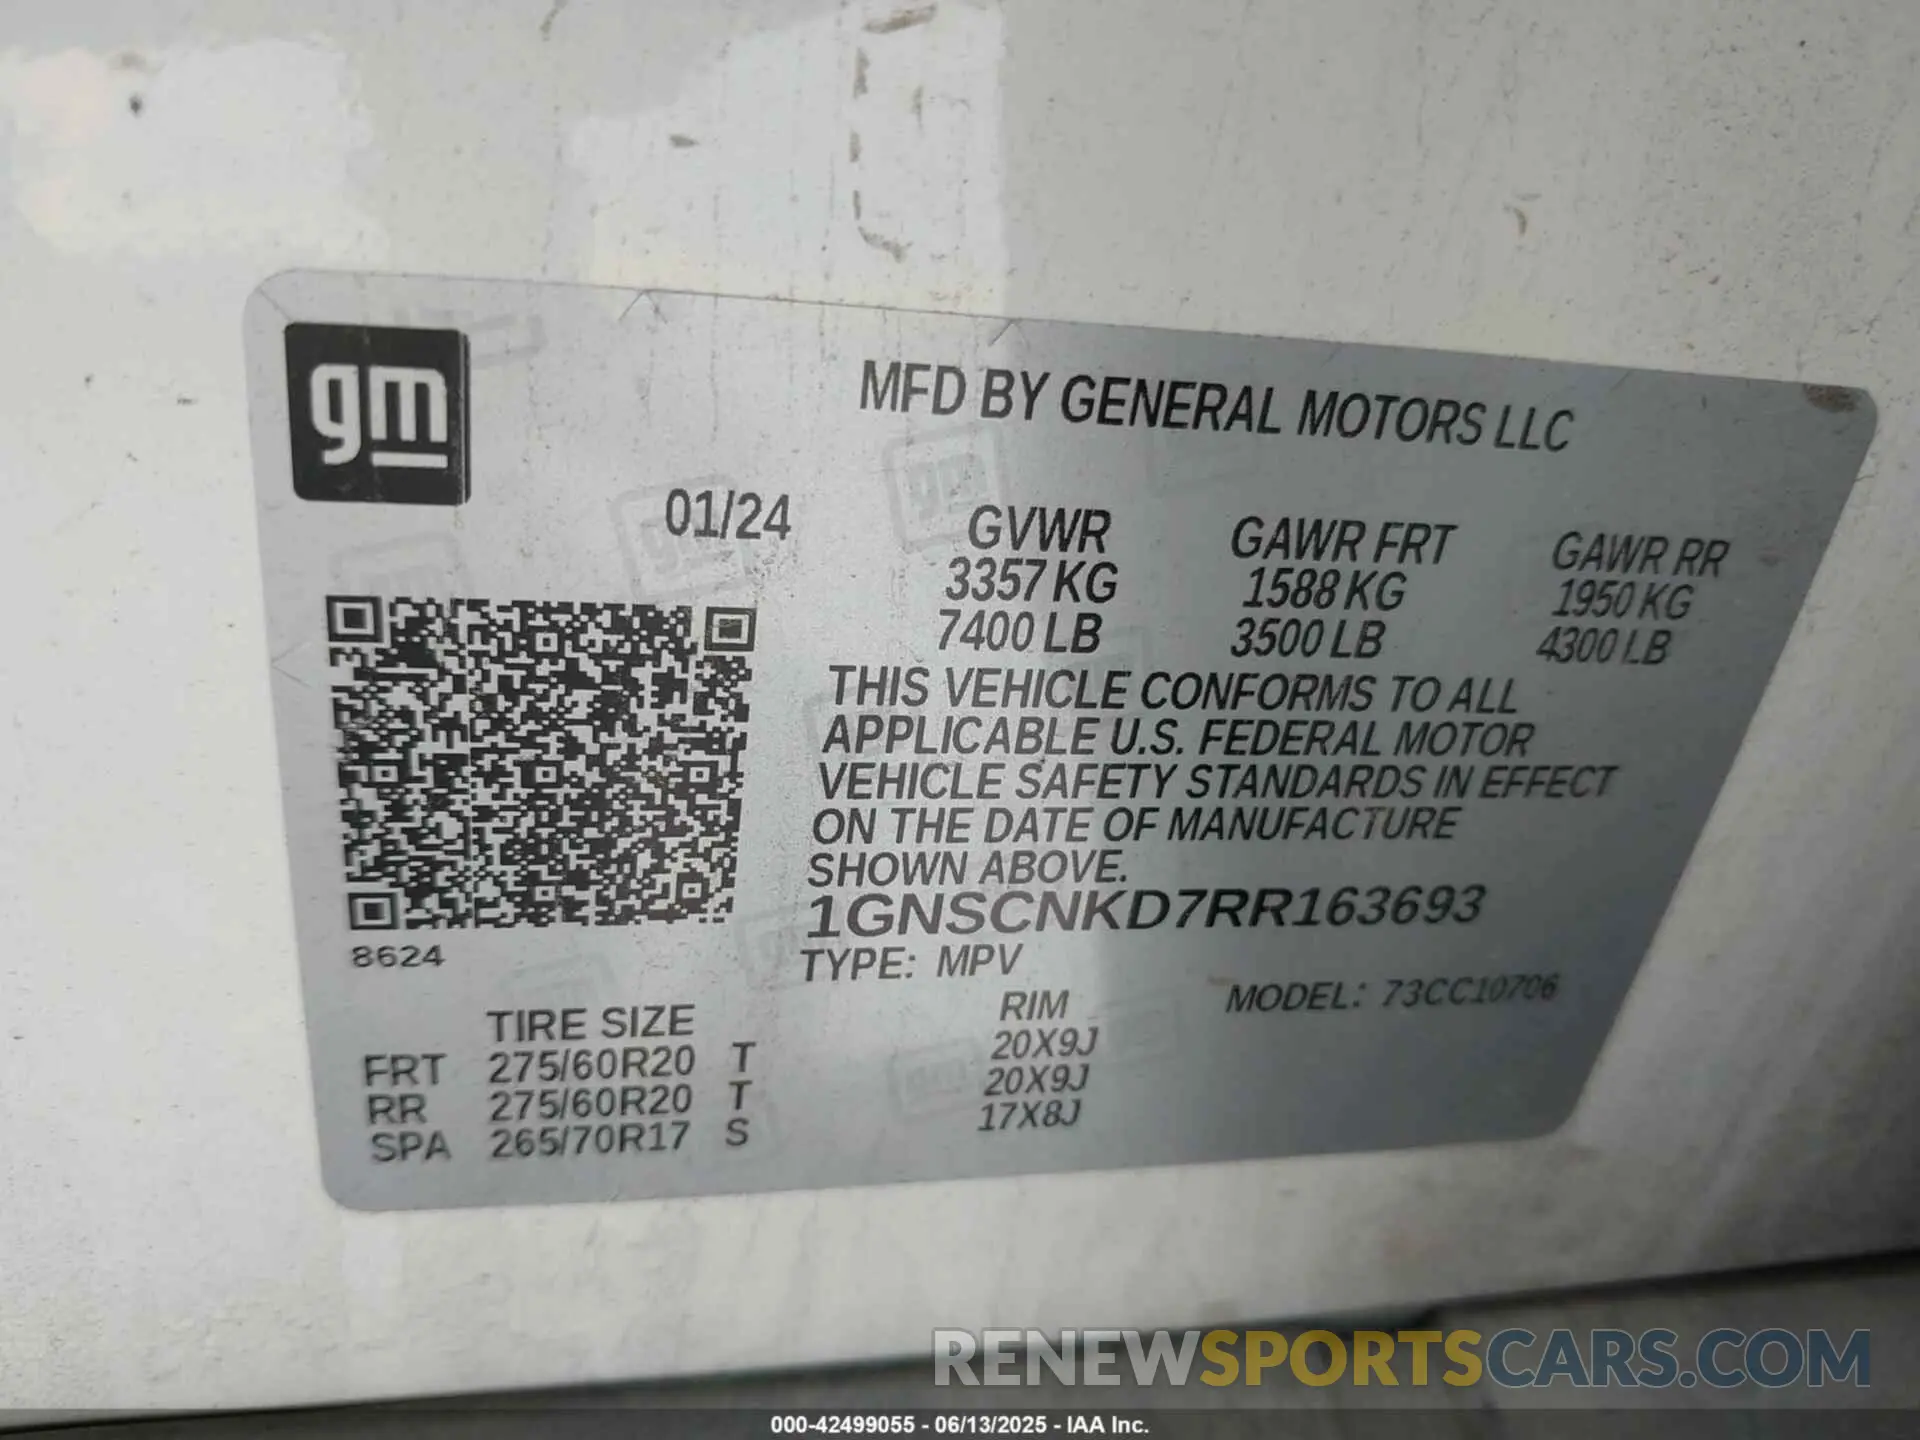 gm
MFD BY GENERAL MOTORS LLC
01/24
GVWR GAWR FRT GAWR RR
3357 KG 1588 KG 1950 KG
7400 LB 3500 LB 4300 LB
THIS VEHICLE CONFORMS TO ALL
APPLICABLE U.S. FEDERAL MOTOR
VEHICLE SAFETY STANDARDS IN EFFECT
ON THE DATE OF MANUFACTURE
SHOWN ABOVE.
1GNSCNKD7RR163693
8624
TYPE: MPV
MODEL: 73CC10706
TIRE SIZE RIM
FRT 275/60R20 T 20X9J
RR 275/60R20 T 20X9J
SPA 265/70R17 S 17X8J
RENEWSPORTSCARS.COM
000-42499055 - 06/13/2025 - IAA Inc.